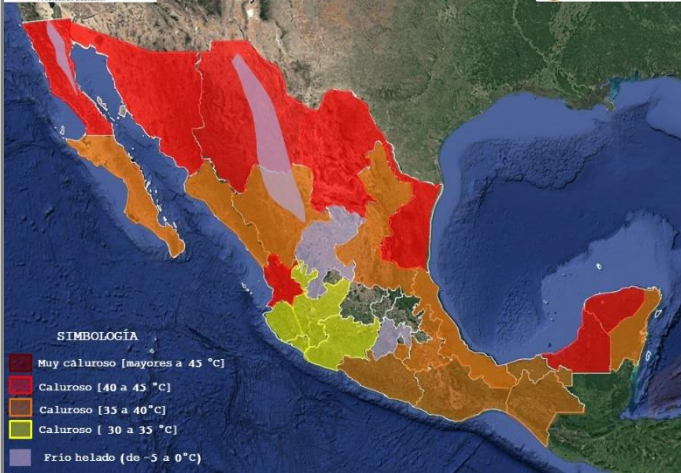 SIMBOLOGÍA
Muy caluroso [mayores a 45 °C]
Caluroso [40 a 45 °C]
Caluroso [35 a 40°C]
Caluroso [ 30 a 35 °C]
Frío helado (de -5 a 0°C)